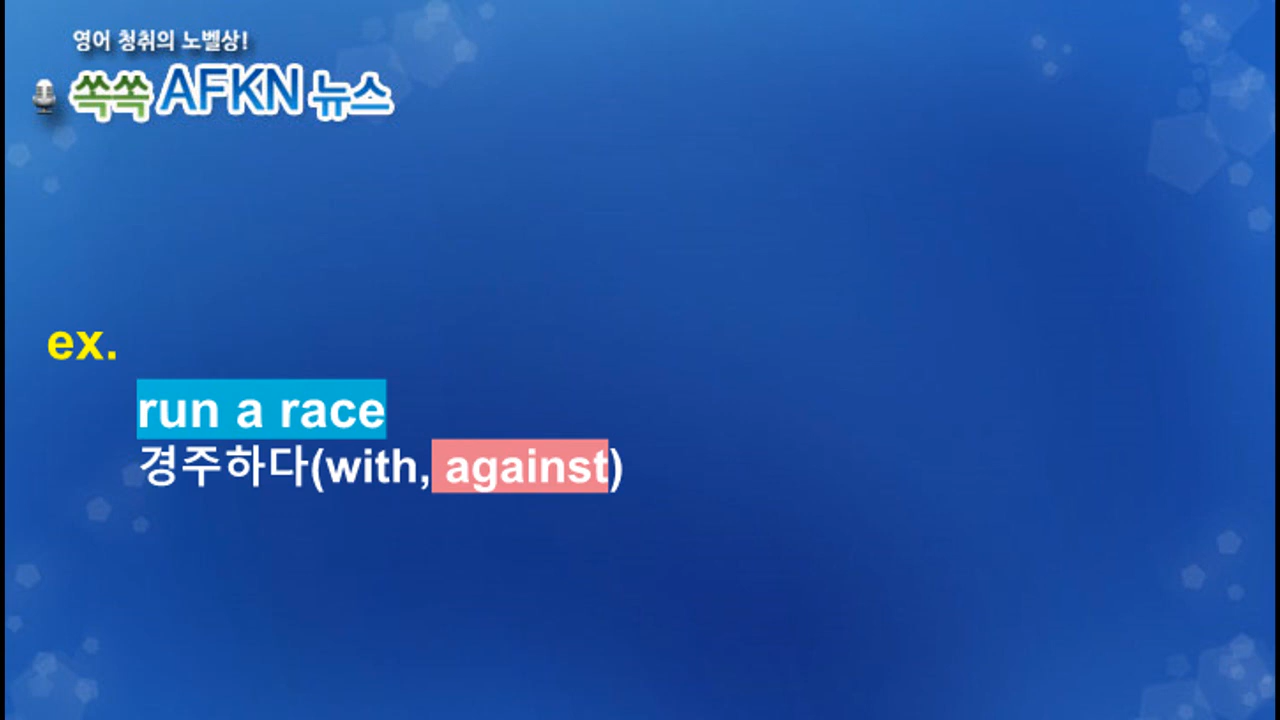 영어 청취의 노벨상!
쏙쏙 AFKN 뉴스
ex.
run a race
경주하다(with, against)